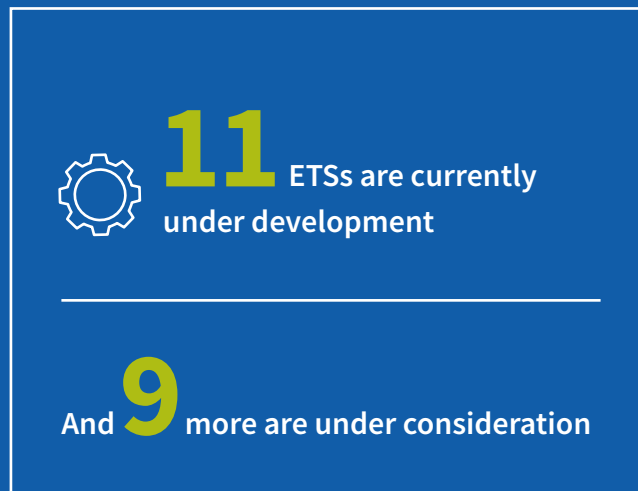 11 ETSs are currently
under development
And 9 more are under consideration